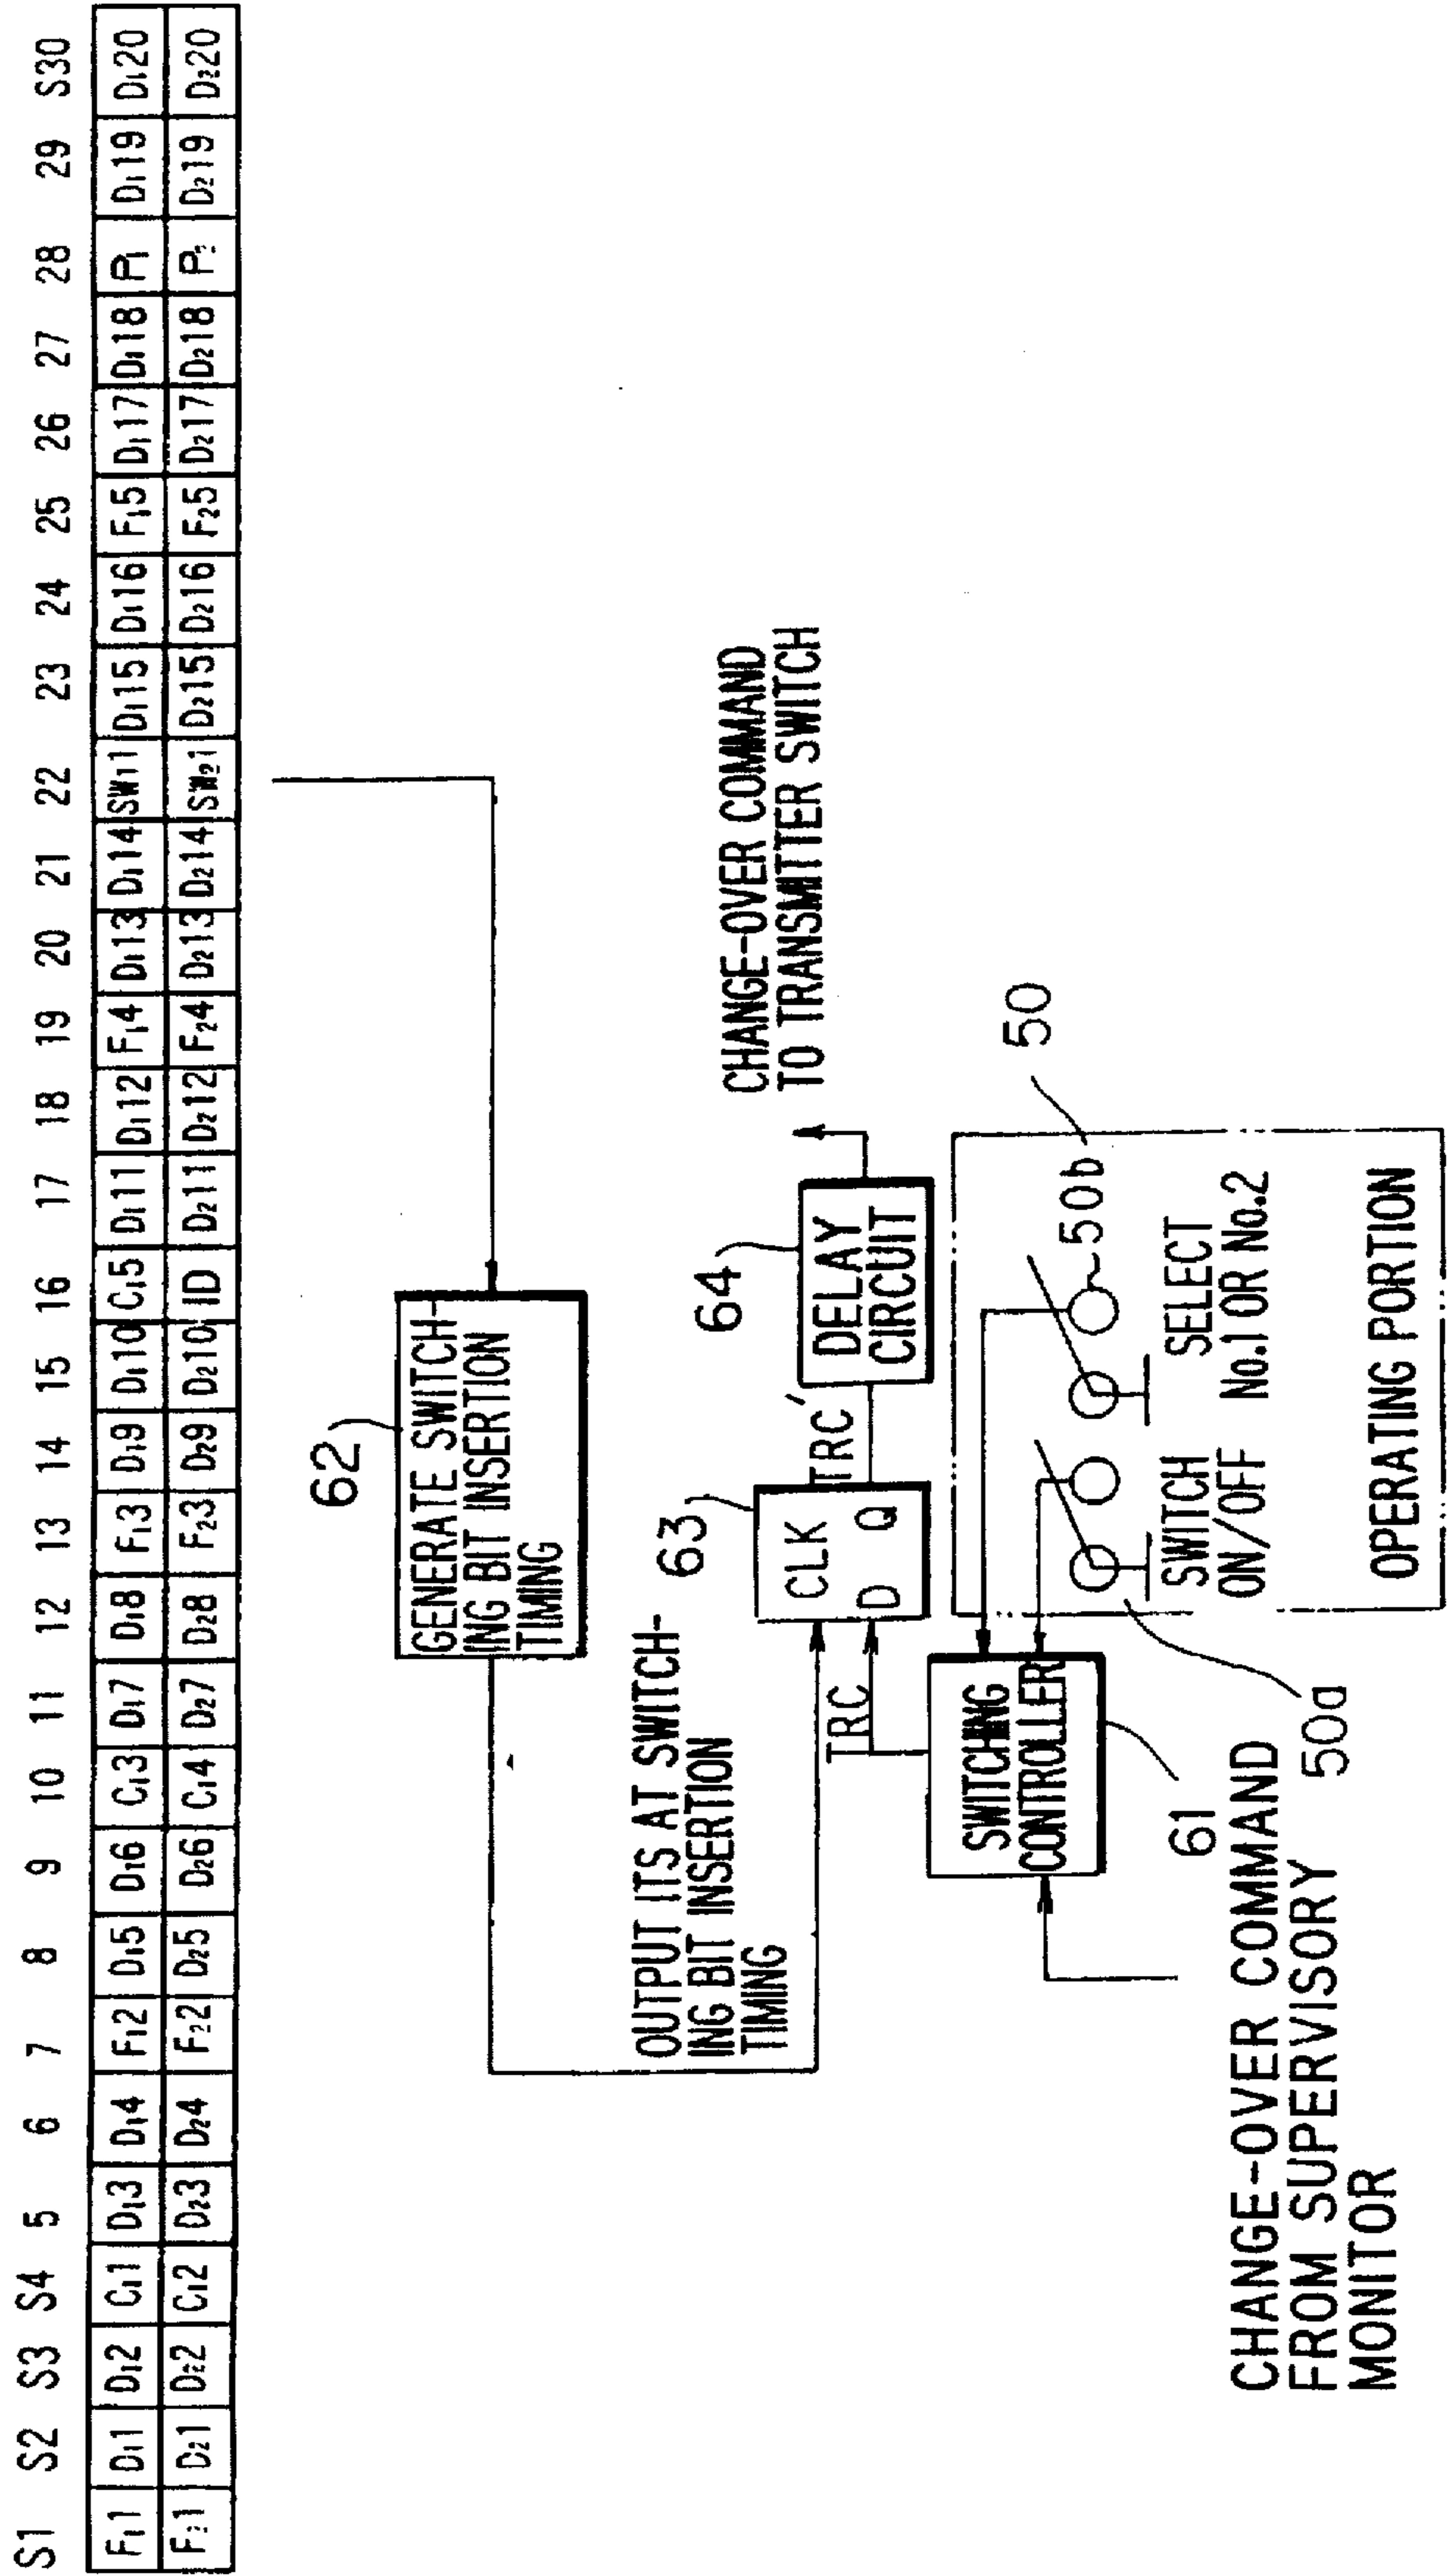 S1 S2 S3 S4 5 6 7 8 9 10 11 12 13 14 15 16 17 18 19 20 21 22 23 24 25 26 27 28 29 S30
F₁1 D₁1 D₁2 C₁1 D₁3 D₁4 F₁2 D₁5 D₁6 C₁3 D₁7 D₁8 F₁3 D₁9 D₁10 C₁5 D₁11 D₁12 F₁4 D₁13 D₁14 SW₁1 D₁15 D₁16 F₁5 D₁17 D₁18 P₁ D₁19 D₁20
F₂1 D₂1 D₂2 C₁2 D₂3 D₂4 F₂2 D₂5 D₂6 C₁4 D₂7 D₂8 F₂3 D₂9 D₂10 ID D₂11 D₂12 F₂4 D₂13 D₂14 SW₂1 D₂15 D₂16 F₂5 D₂17 D₂18 P₂ D₂19 D₂20
62
GENERATE SWITCH-
ING BIT INSERTION
TIMING
OUTPUT ITS AT SWITCH-
ING BIT INSERTION
TIMING
63
CLK
D Q
TRC
TRC'
64
DELAY
CIRCUIT
CHANGE-OVER COMMAND
TO TRANSMITTER SWITCH
SWITCHING
CONTROLLER
61
50
50b
50a
SWITCH
ON/OFF
SELECT
No.1 OR No.2
OPERATING PORTION
CHANGE-OVER COMMAND
FROM SUPERVISORY
MONITOR